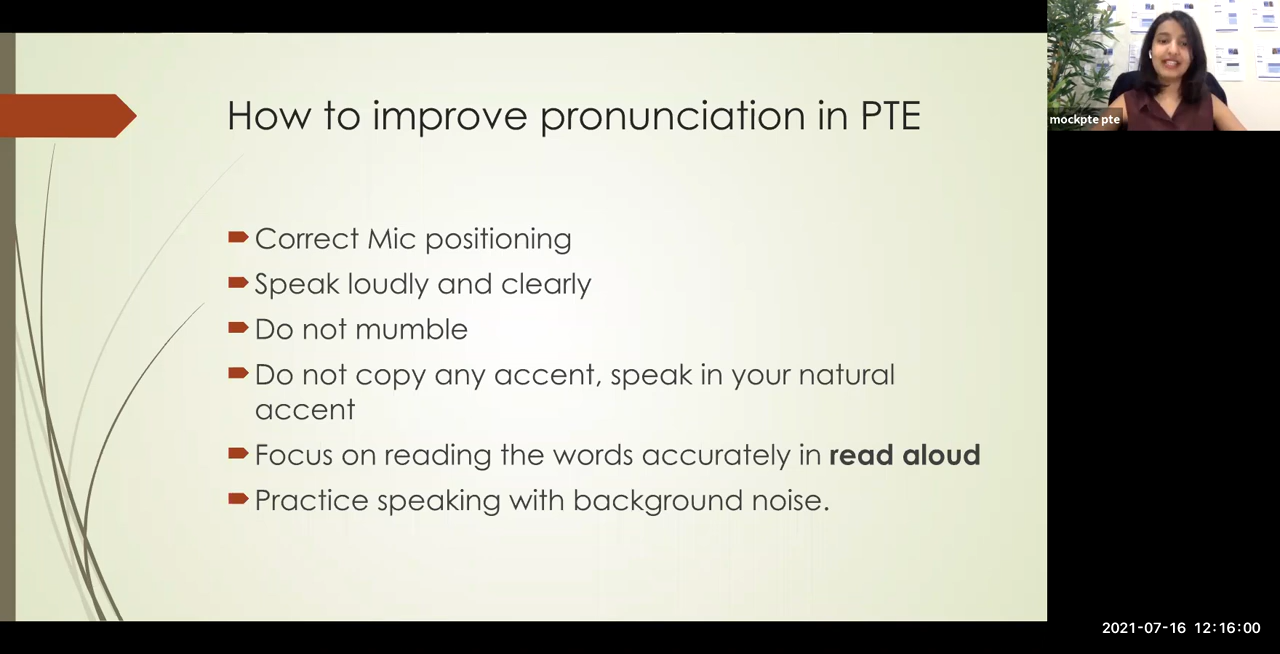 How to improve pronunciation in PTE
Correct Mic positioning
Speak loudly and clearly
Do not mumble
Do not copy any accent, speak in your natural
accent
Focus on reading the words accurately in read aloud
Practice speaking with background noise.
mockpte pte
2021-07-16 12:16:00